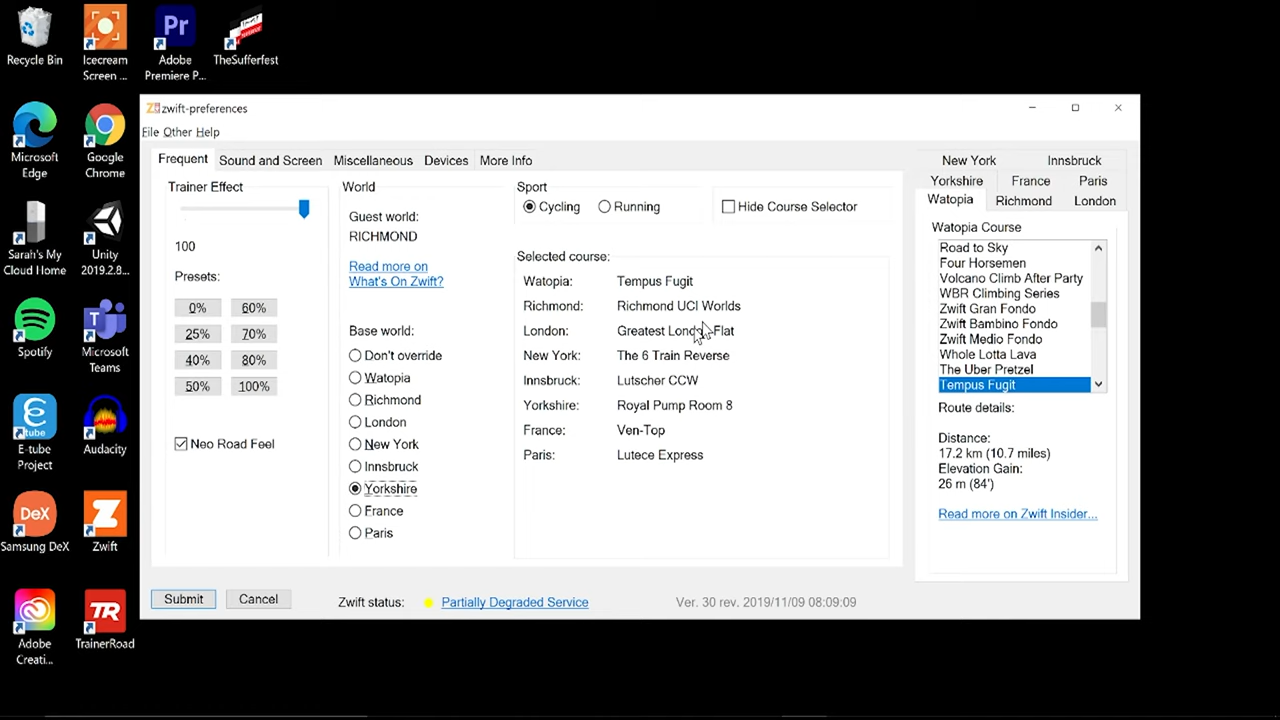 Recycle Bin
Icecream
Screen ...
Pr
Adobe
Premiere P...
TheSufferfest
Microsoft
Edge
Google
Chrome
Sarah's My
Cloud Home
Unity
2019.2.8...
Spotify
Microsoft
Teams
E-tube
E-tube
Project
Audacity
DeX
Samsung DeX
Zwift
TR
Adobe
Creati...
TrainerRoad
zwift-preferences
File Other Help
Frequent
Sound and Screen
Miscellaneous
Devices
More Info
Trainer Effect
100
Presets:
0% 60%
25% 70%
40% 80%
50% 100%
Neo Road Feel
World
Guest world:
RICHMOND
Read more on
What's On Zwift?
Base world:
Don't override
Watopia
Richmond
London
New York
Innsbruck
Yorkshire
France
Paris
Sport
Cycling Running
Hide Course Selector
Selected course:
Watopia: Tempus Fugit
Richmond: Richmond UCI Worlds
London: Greatest London Flat
New York: The 6 Train Reverse
Innsbruck: Lutscher CCW
Yorkshire: Royal Pump Room 8
France: Ven-Top
Paris: Lutece Express
New York Innsbruck
Yorkshire France Paris
Watopia Richmond London
Watopia Course
Road to Sky
Four Horsemen
Volcano Climb After Party
WBR Climbing Series
Zwift Gran Fondo
Zwift Bambino Fondo
Zwift Medio Fondo
Whole Lotta Lava
The Uber Pretzel
Tempus Fugit
Route details:
Distance:
17.2 km (10.7 miles)
Elevation Gain:
26 m (84')
Read more on Zwift Insider...
Submit
Cancel
Zwift status: Partially Degraded Service
Ver. 30 rev. 2019/11/09 08:09:09